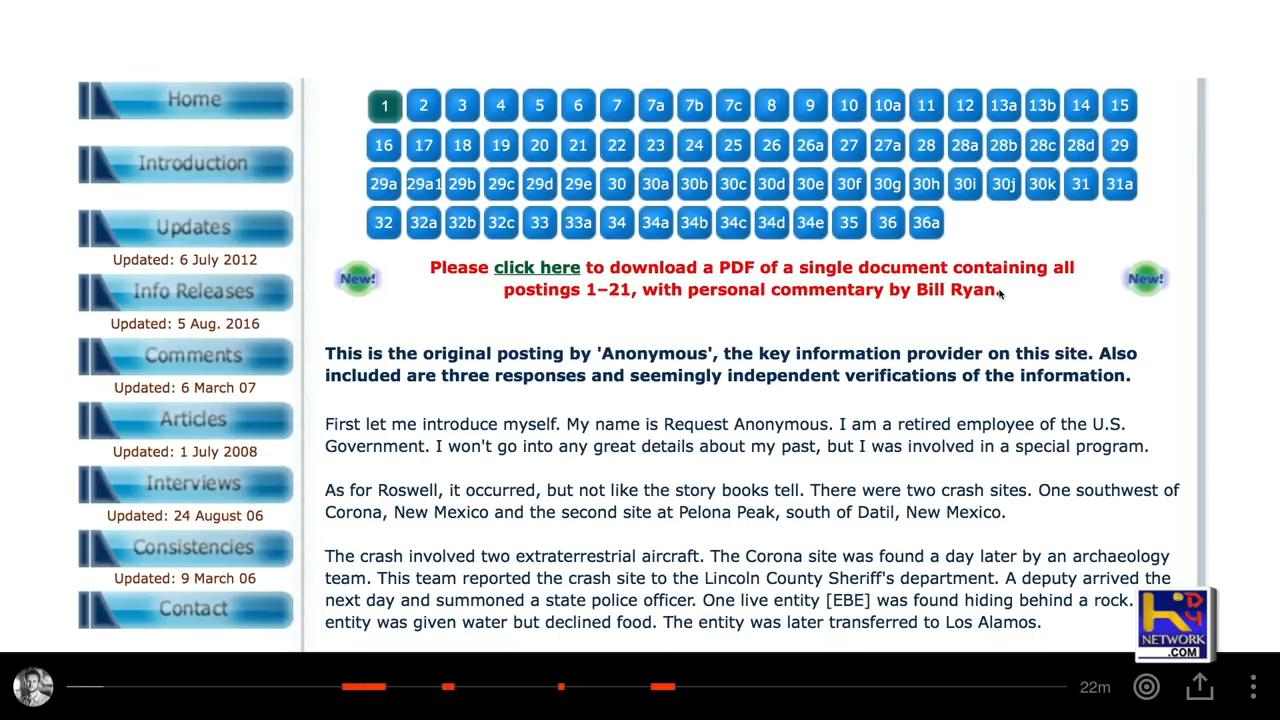 Home
Introduction
Updates
Updated: 6 July 2012
Info Releases
Updated: 5 Aug. 2016
Comments
Updated: 6 March 07
Articles
Updated: 1 July 2008
Interviews
Updated: 24 August 06
Consistencies
Updated: 9 March 06
Contact
1 2 3 4 5 6 7 7a 7b 7c 8 9 10 10a 11 12 13a 13b 14 15
16 17 18 19 20 21 22 23 24 25 26 26a 27 27a 28 28a 28b 28c 28d 29
29a 29a1 29b 29c 29d 29e 30 30a 30b 30c 30d 30e 30f 30g 30h 30i 30j 30k 31 31a
32 32a 32b 32c 33 33a 34 34a 34b 34c 34d 34e 35 36 36a
New!
Please click here to download a PDF of a single document containing all
postings 1–21, with personal commentary by Bill Ryan.
New!
This is the original posting by 'Anonymous', the key information provider on this site. Also
included are three responses and seemingly independent verifications of the information.
First let me introduce myself. My name is Request Anonymous. I am a retired employee of the U.S.
Government. I won't go into any great details about my past, but I was involved in a special program.
As for Roswell, it occurred, but not like the story books tell. There were two crash sites. One southwest of
Corona, New Mexico and the second site at Pelona Peak, south of Datil, New Mexico.
The crash involved two extraterrestrial aircraft. The Corona site was found a day later by an archaeology
team. This team reported the crash site to the Lincoln County Sheriff's department. A deputy arrived the
next day and summoned a state police officer. One live entity [EBE] was found hiding behind a rock.
entity was given water but declined food. The entity was later transferred to Los Alamos.
NETWORK
.COM
22m